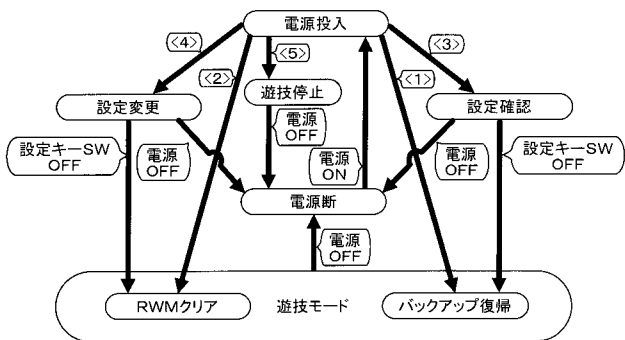 電源投入
<4>
<2>
<5>
<1>
<3>
遊技停止
設定変更
設定確認
設定キーSW
OFF
電源
OFF
電源
OFF
電源
ON
電源
OFF
設定キーSW
OFF
電源断
電源
OFF
RWMクリア
遊技モード
バックアップ復帰